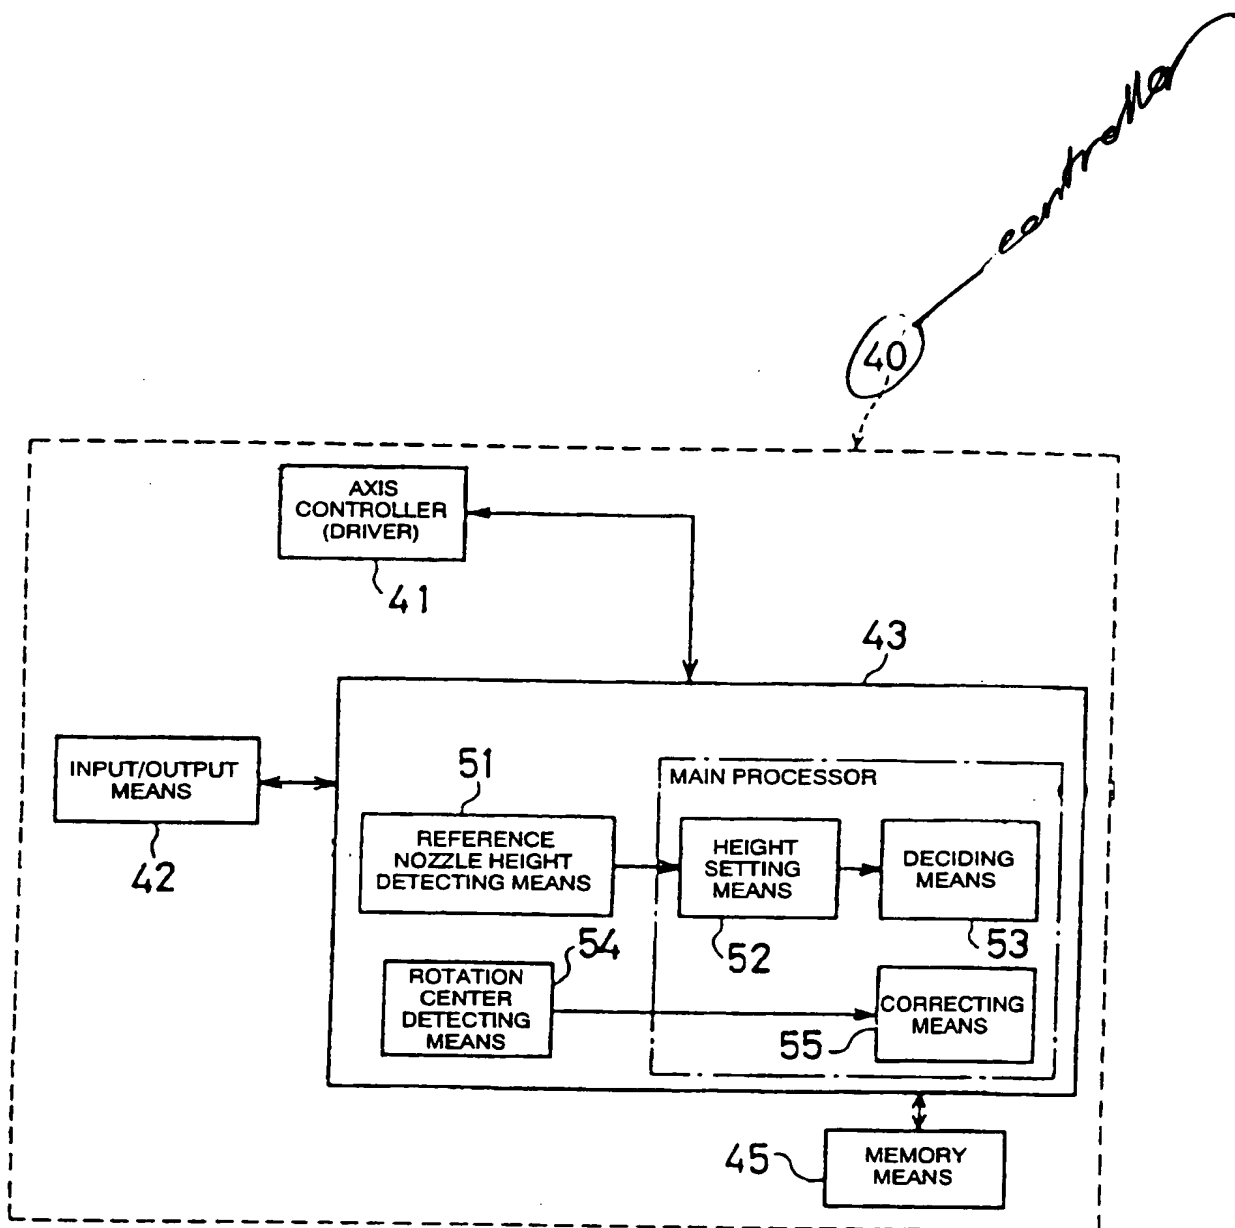 controller
40
AXIS
CONTROLLER
(DRIVER)
41
43
INPUT/OUTPUT
MEANS
42
51
MAIN PROCESSOR
REFERENCE
NOZZLE HEIGHT
DETECTING MEANS
HEIGHT
SETTING
MEANS
52
DECIDING
MEANS
53
54
ROTATION
CENTER
DETECTING
MEANS
CORRECTING
MEANS
55
45
MEMORY
MEANS